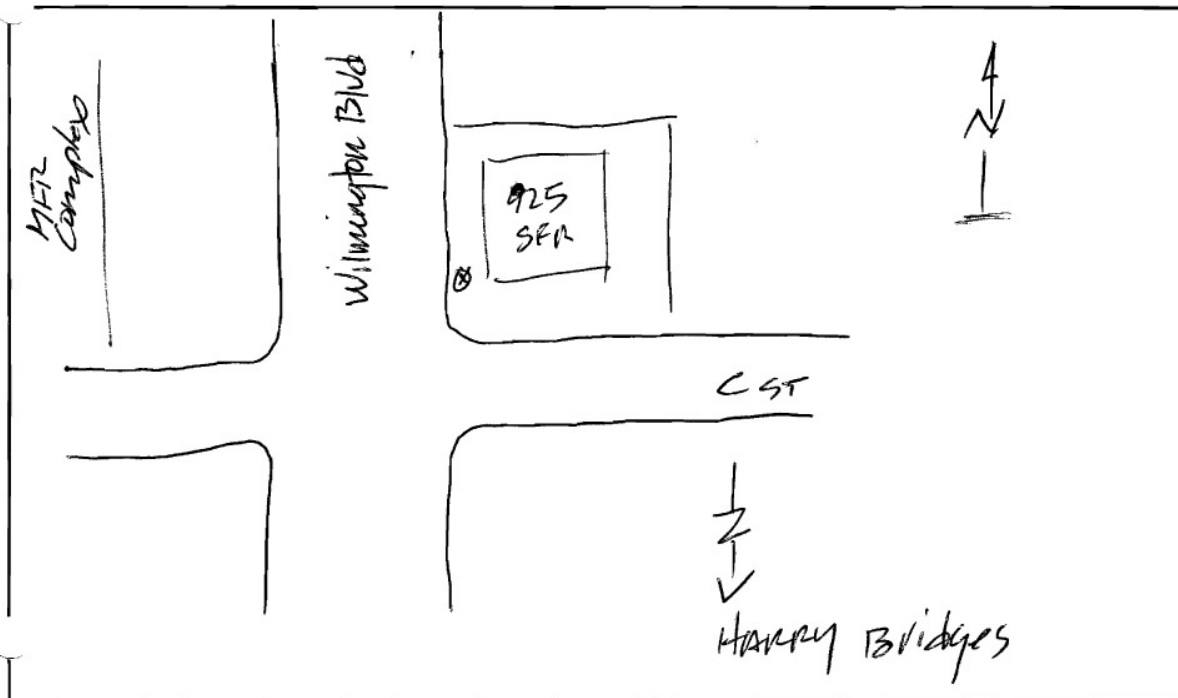 MFR
Complex
Wilmington Blvd
925
SFR
N
C ST
HARRY Bridges